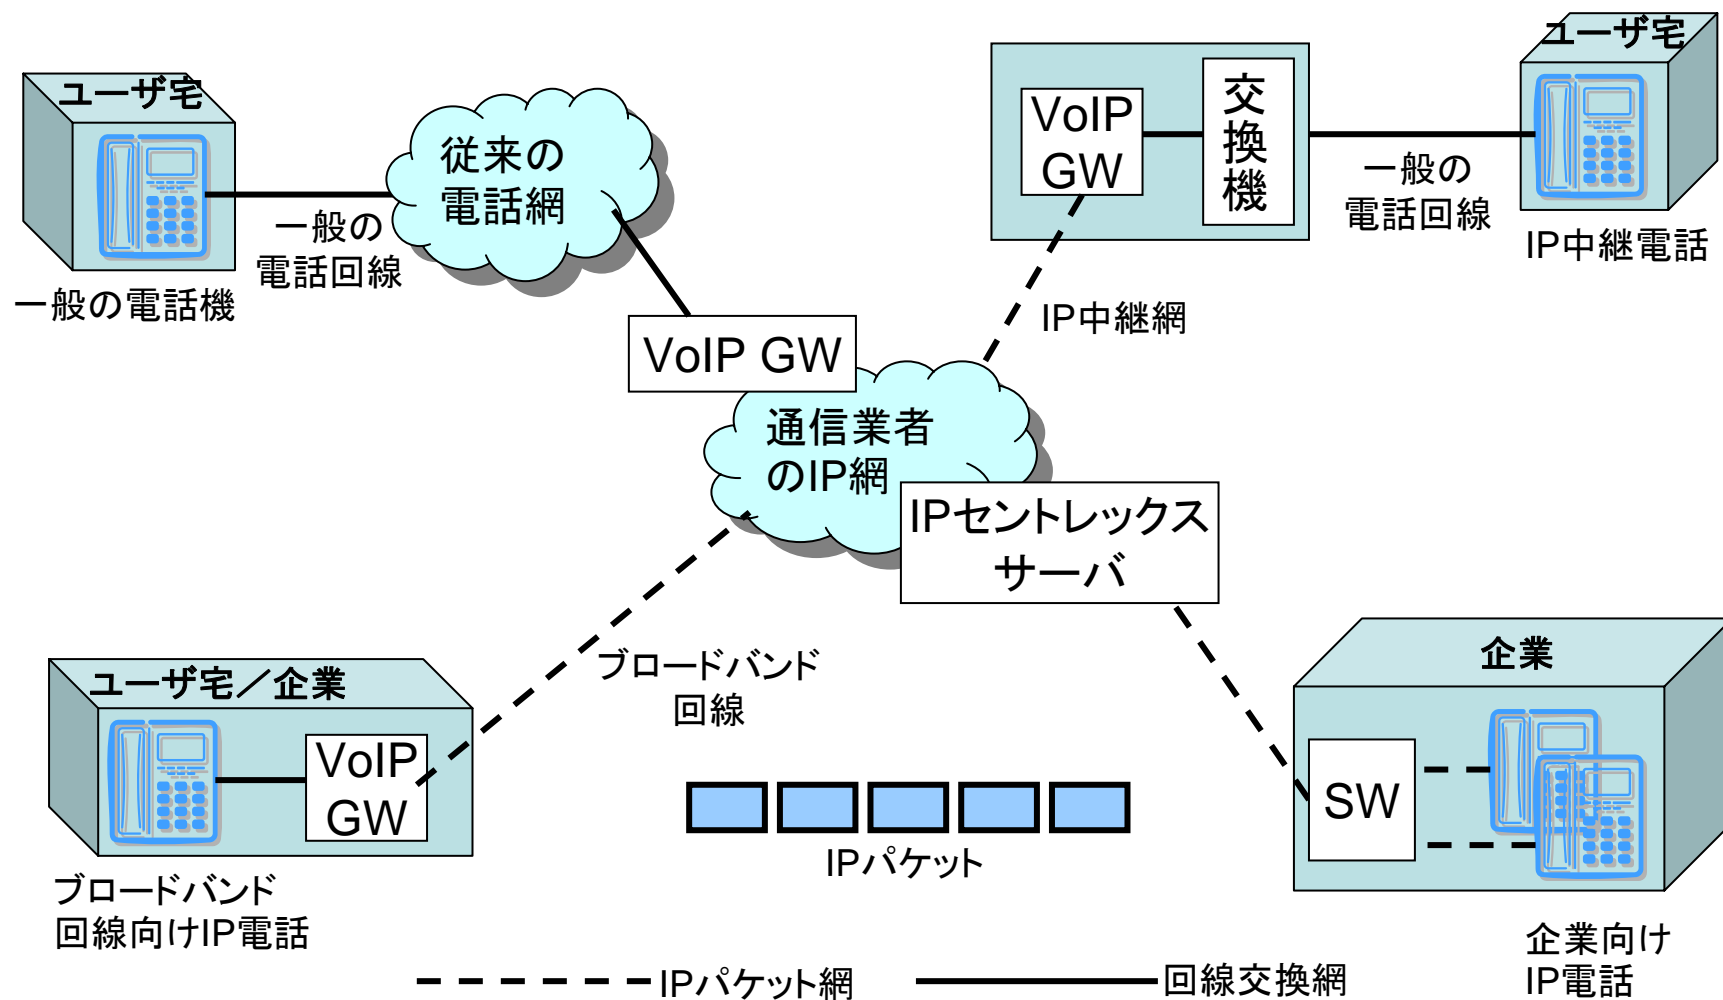 ユーザ宅
従来の
電話網
一般の
電話回線
一般の電話機
VoIP GW
VoIP
GW
交
換
機
一般の
電話回線
ユーザ宅
IP中継電話
IP中継網
通信業者
のIP網
IPセントレックス
サーバ
ユーザ宅／企業
VoIP
GW
ブロードバンド
回線
ブロードバンド
回線向けIP電話
IPパケット
企業
SW
企業向け
IP電話
IPパケット網
回線交換網